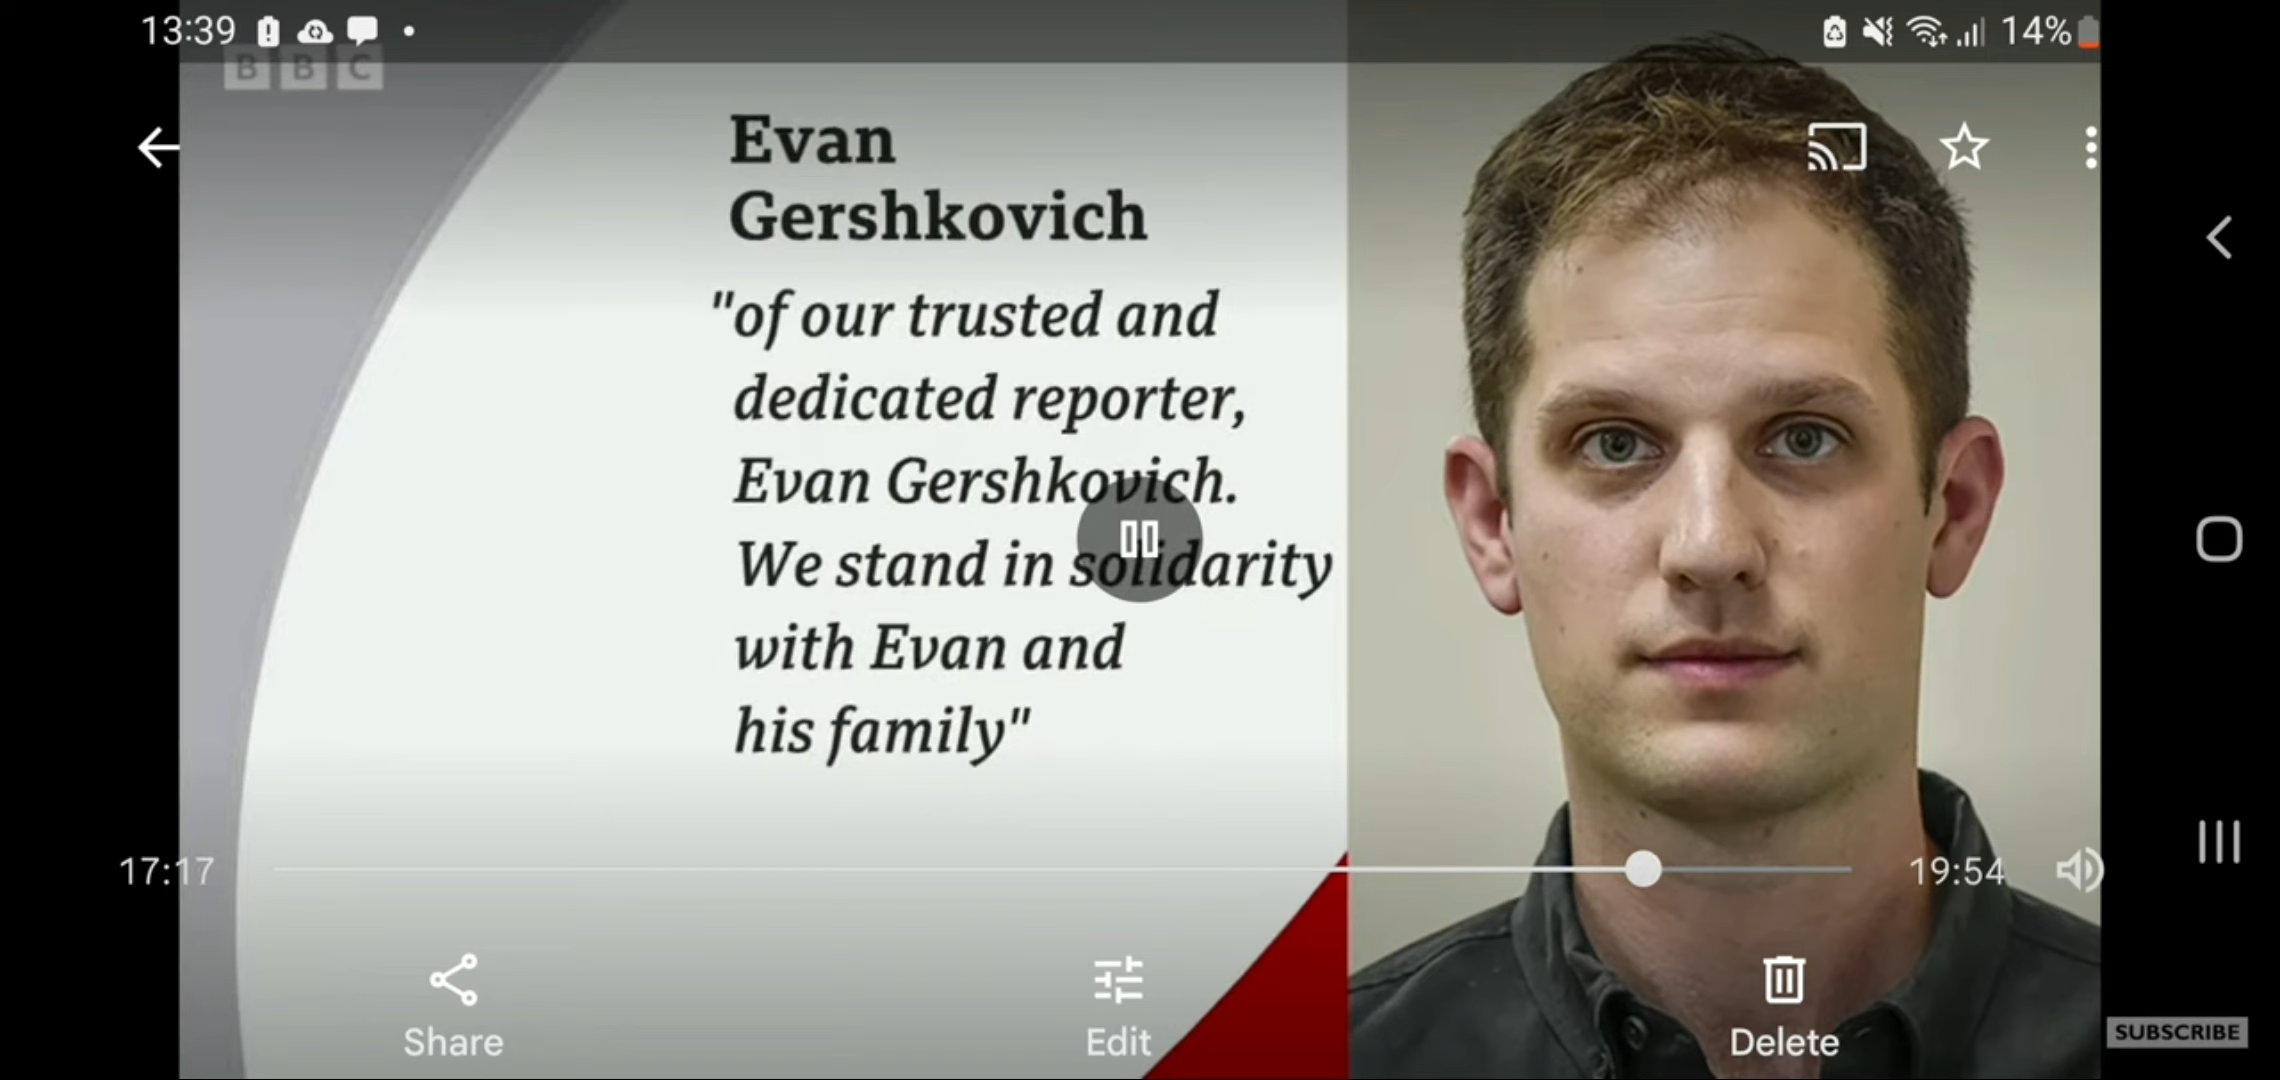 13:39
14%
BBC
Evan
Gershkovich
"of our trusted and
dedicated reporter,
Evan Gershkovich.
We stand in solidarity
with Evan and
his family"
17:17
19:54
Share
Edit
Delete
SUBSCRIBE